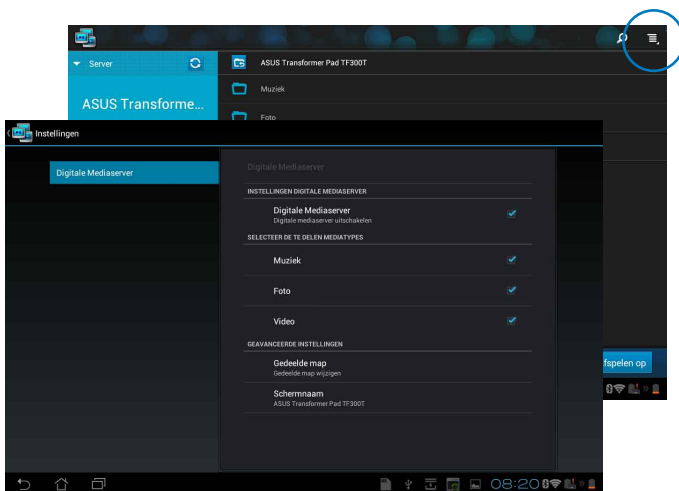 Server
ASUS Transformer Pad TF300T
ASUS Transforme...
Muziek
Foto
Instellingen
Digitale Mediaserver
Digitale Mediaserver
INSTELLINGEN DIGITALE MEDIASERVER
Digitale Mediaserver
Digitale mediaserver uitschakelen
SELECTEER DE TE DELEN MEDIATYPES
Muziek
Foto
Video
GEAVANCEERDE INSTELLINGEN
Gedeelde map
Gedeelde map wijzigen
Schermnaam
ASUS Transformer Pad TF300T
fspelen op
08:20